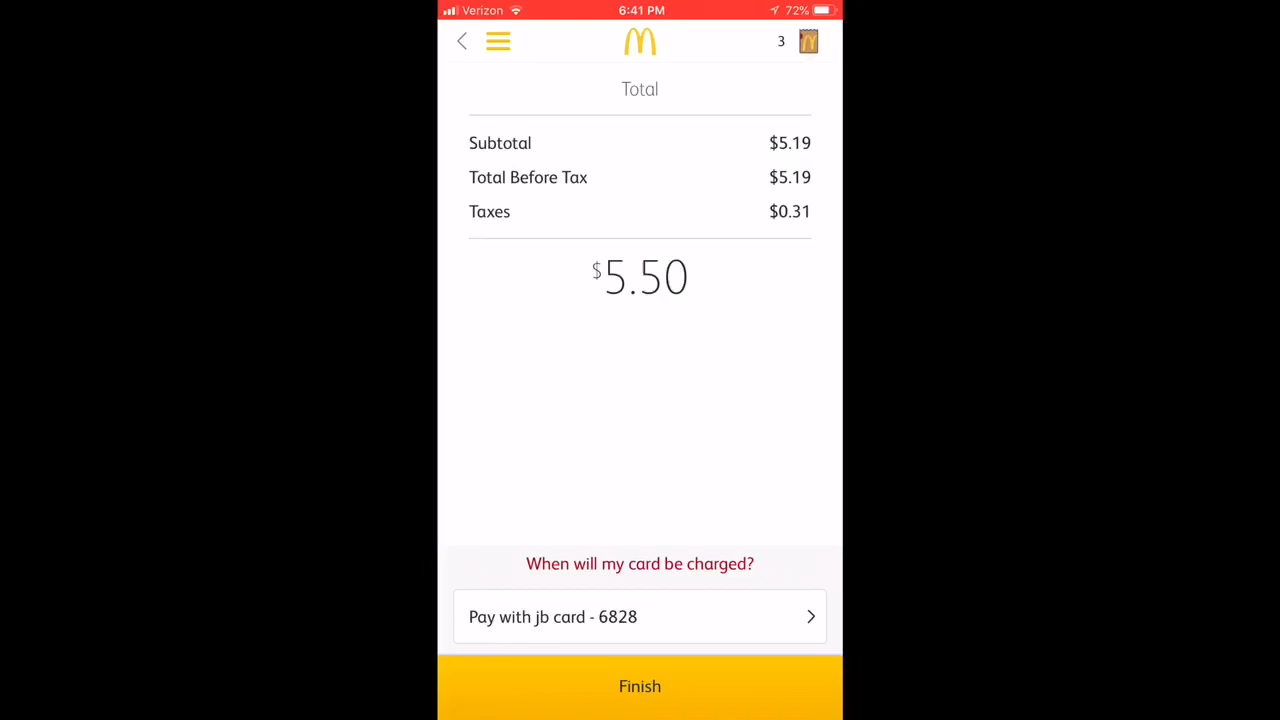 Verizon 6:41 PM 72%
3
Total
Subtotal $5.19
Total Before Tax $5.19
Taxes $0.31
$5.50
When will my card be charged?
Pay with jb card - 6828
Finish